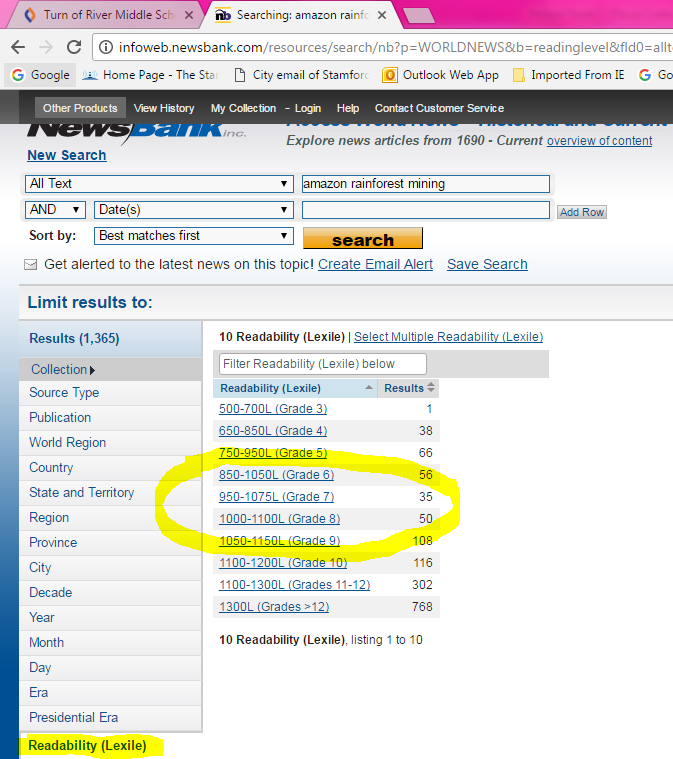 Turn of River Middle Sch
Searching: amazon rainfo
infoweb.newsbank.com/resources/search/nb?p=WORLDNEWS&b=readinglevel&fld0=allte
Google
Home Page - The Sta
City email of Stamford
Outlook Web App
Imported From IE
Go
Other Products View History My Collection - Login Help Contact Customer Service
NewsBank inc.
Access World News - Historical and Current
Explore news articles from 1690 - Current overview of content
New Search
All Text amazon rainforest mining
AND Date(s) Add Row
Sort by: Best matches first search
Get alerted to the latest news on this topic! Create Email Alert Save Search
Limit results to:
Results (1,365)
Collection
Source Type
Publication
World Region
Country
State and Territory
Region
Province
City
Decade
Year
Month
Day
Era
Presidential Era
Readability (Lexile)
10 Readability (Lexile) | Select Multiple Readability (Lexile)
Filter Readability (Lexile) below
Readability (Lexile) Results
500-700L (Grade 3) 1
650-850L (Grade 4) 38
750-950L (Grade 5) 66
850-1050L (Grade 6) 56
950-1075L (Grade 7) 35
1000-1100L (Grade 8) 50
1050-1150L (Grade 9) 108
1100-1200L (Grade 10) 116
1100-1300L (Grades 11-12) 302
1300L (Grades >12) 768
10 Readability (Lexile), listing 1 to 10